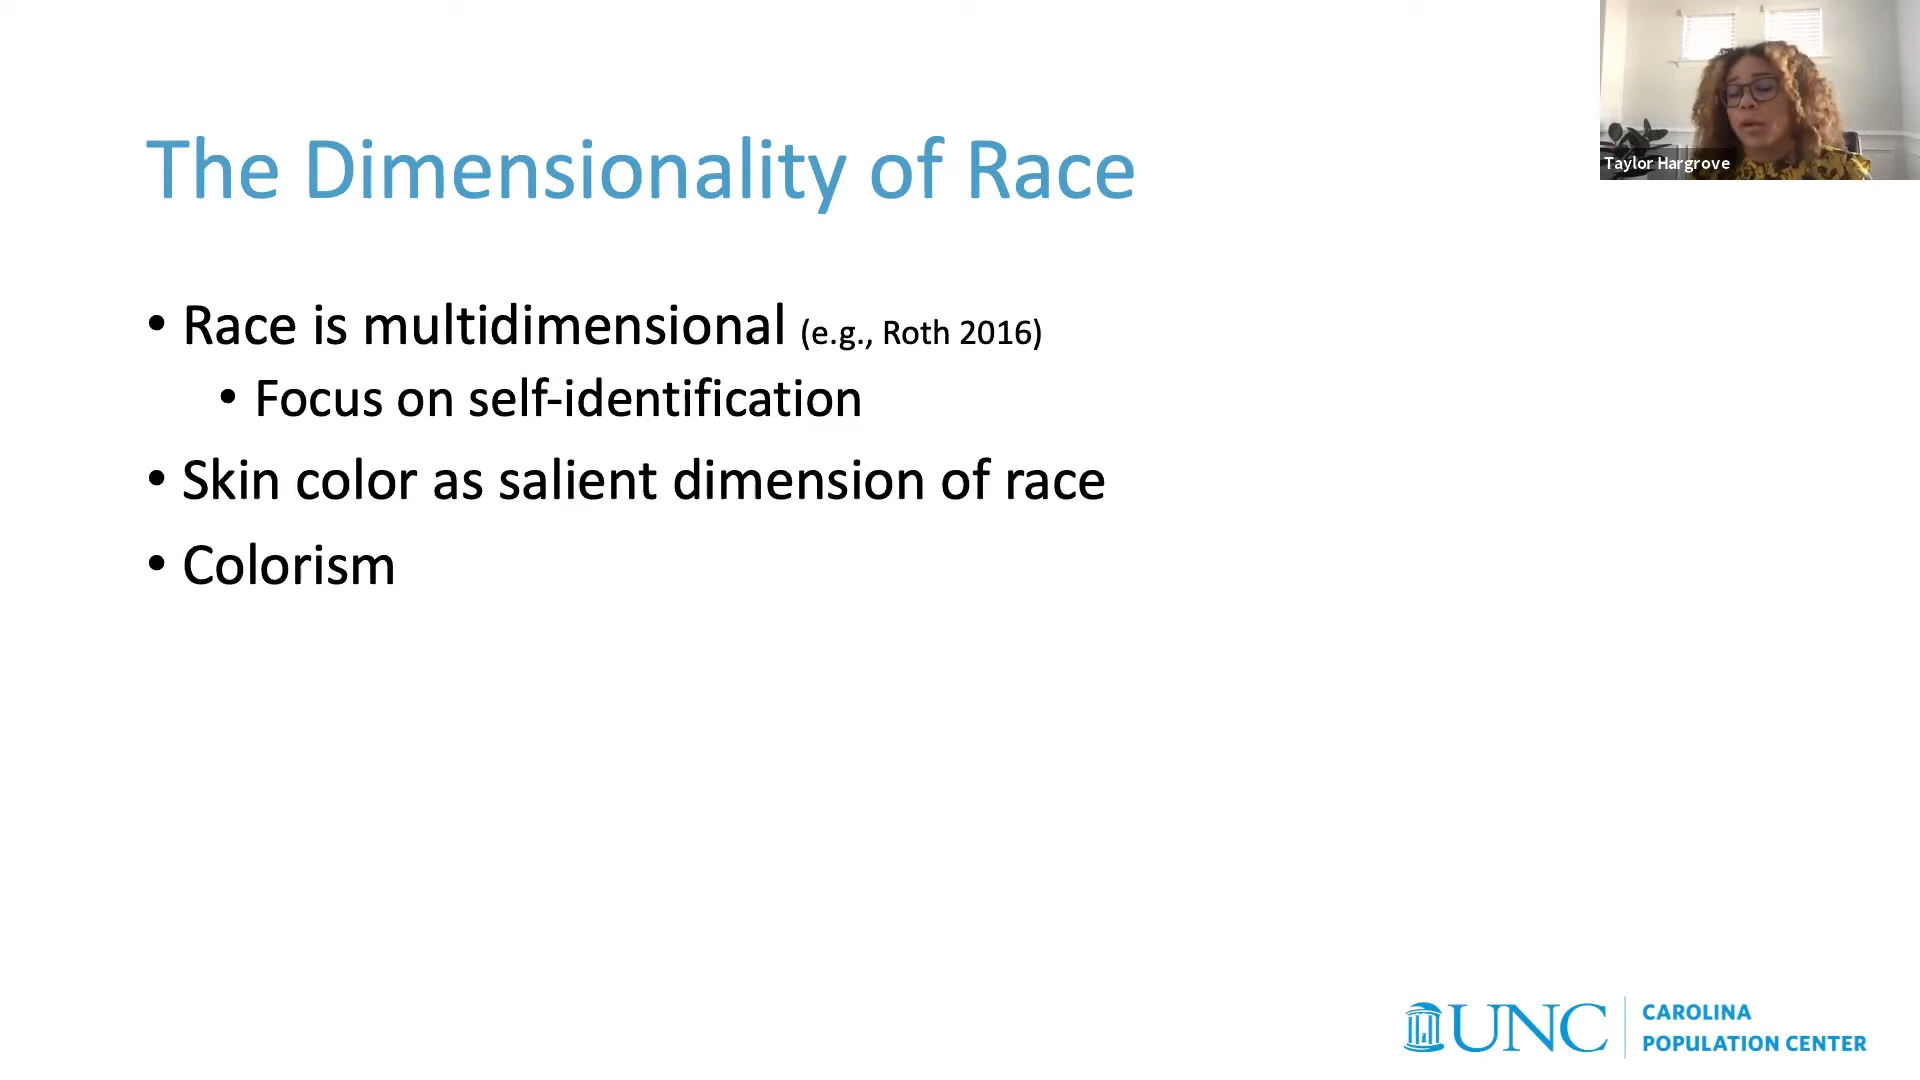 The Dimensionality of Race
• Race is multidimensional (e.g., Roth 2016)
• Focus on self-identification
• Skin color as salient dimension of race
• Colorism
Taylor Hargrove
UNC
CAROLINA
POPULATION CENTER